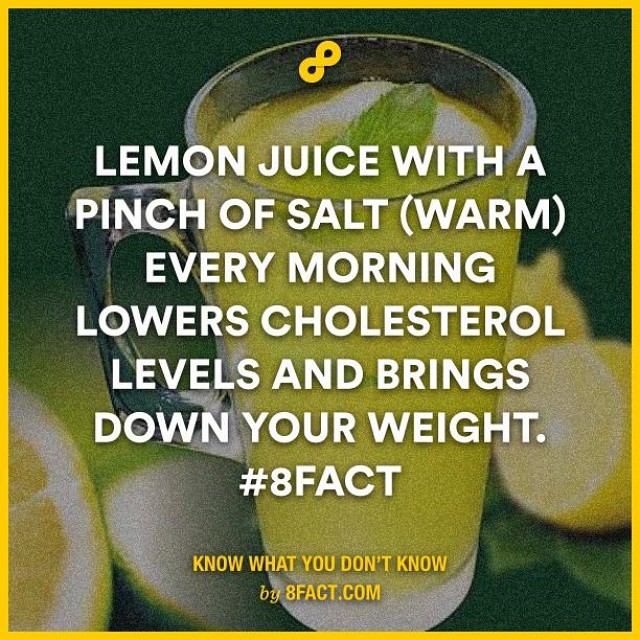 LEMON JUICE WITH A
PINCH OF SALT (WARM)
EVERY MORNING
LOWERS CHOLESTEROL
LEVELS AND BRINGS
DOWN YOUR WEIGHT.
#8FACT
KNOW WHAT YOU DON'T KNOW
by 8FACT.COM